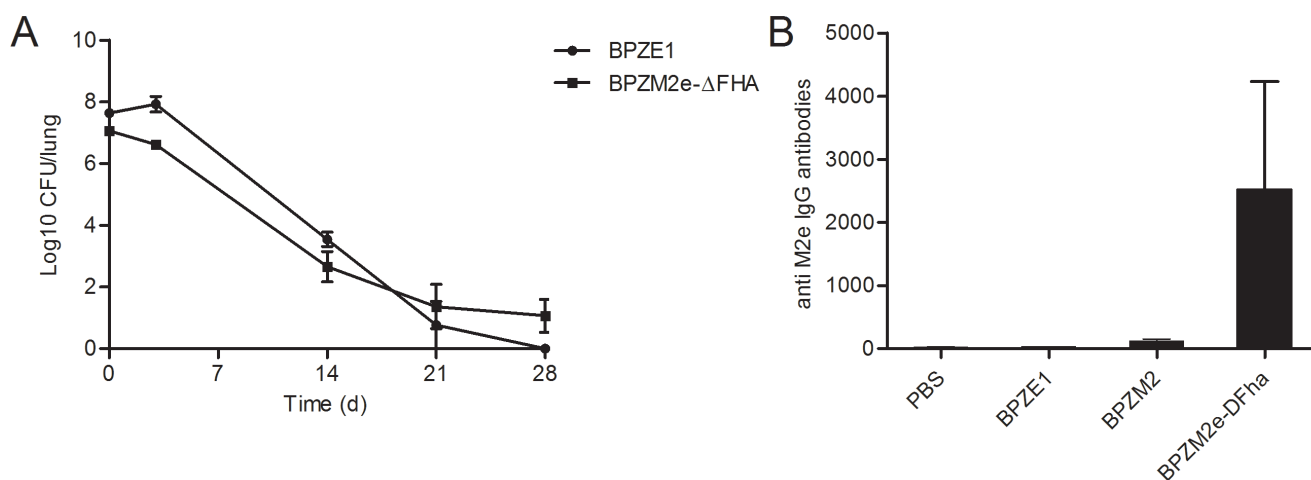 A
10
8
6
4
2
0
Log10 CFU/lung
0
7
14
21
28
Time (d)
BPZE1
BPZM2e-ΔFHA
B
5000
4000
3000
2000
1000
0
anti M2e IgG antibodies
PBS
BPZE1
BPZM2
BPZM2e-DFha